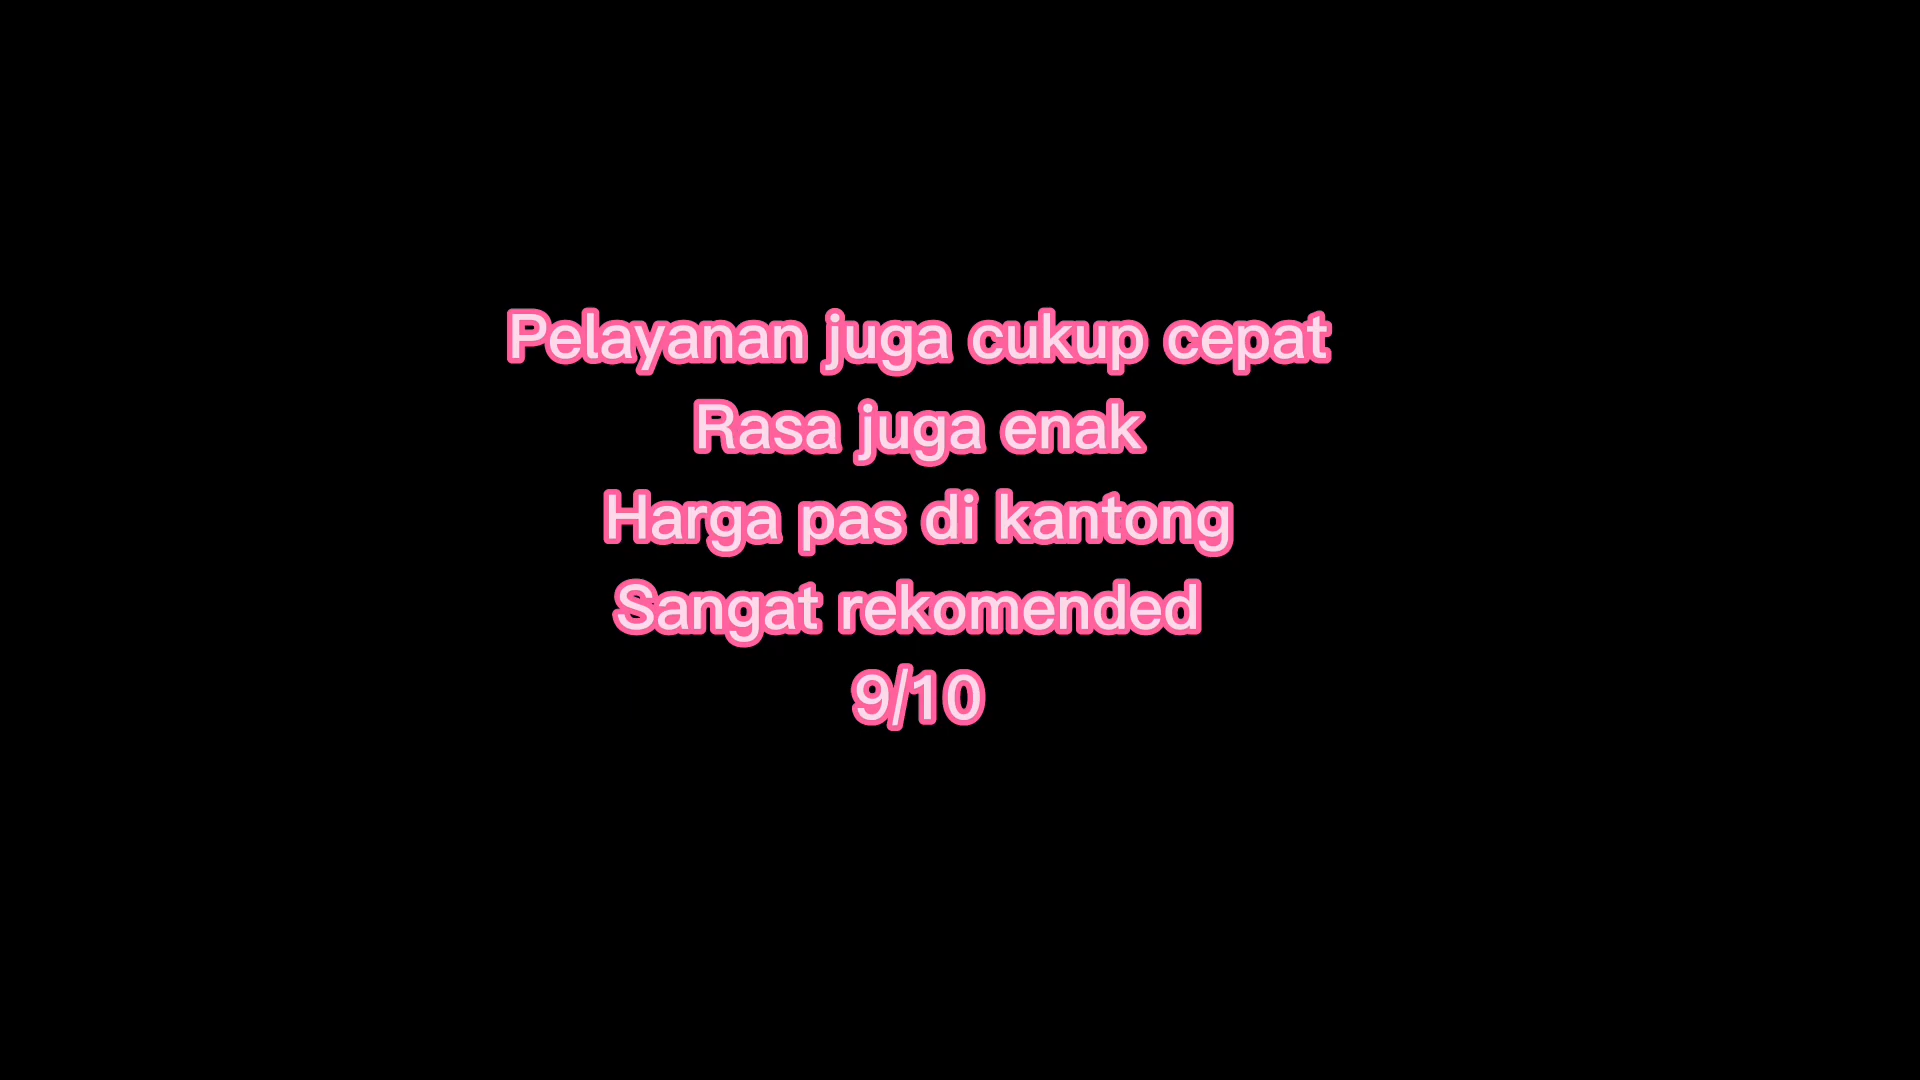 Pelayanan juga cukup cepat
Rasa juga enak
Harga pas di kantong
Sangat rekomended
9/10